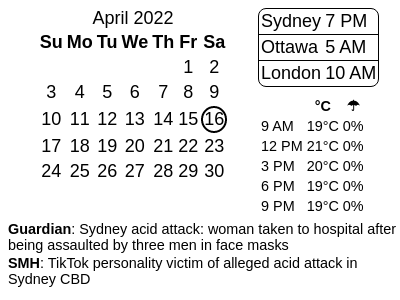 April 2022
Su Mo Tu We Th Fr Sa
1 2
3 4 5 6 7 8 9
10 11 12 13 14 15 16
17 18 19 20 21 22 23
24 25 26 27 28 29 30
Sydney 7 PM
Ottawa 5 AM
London 10 AM
°C ☂
9 AM 19°C 0%
12 PM 21°C 0%
3 PM 20°C 0%
6 PM 19°C 0%
9 PM 19°C 0%
Guardian: Sydney acid attack: woman taken to hospital after
being assaulted by three men in face masks
SMH: TikTok personality victim of alleged acid attack in
Sydney CBD